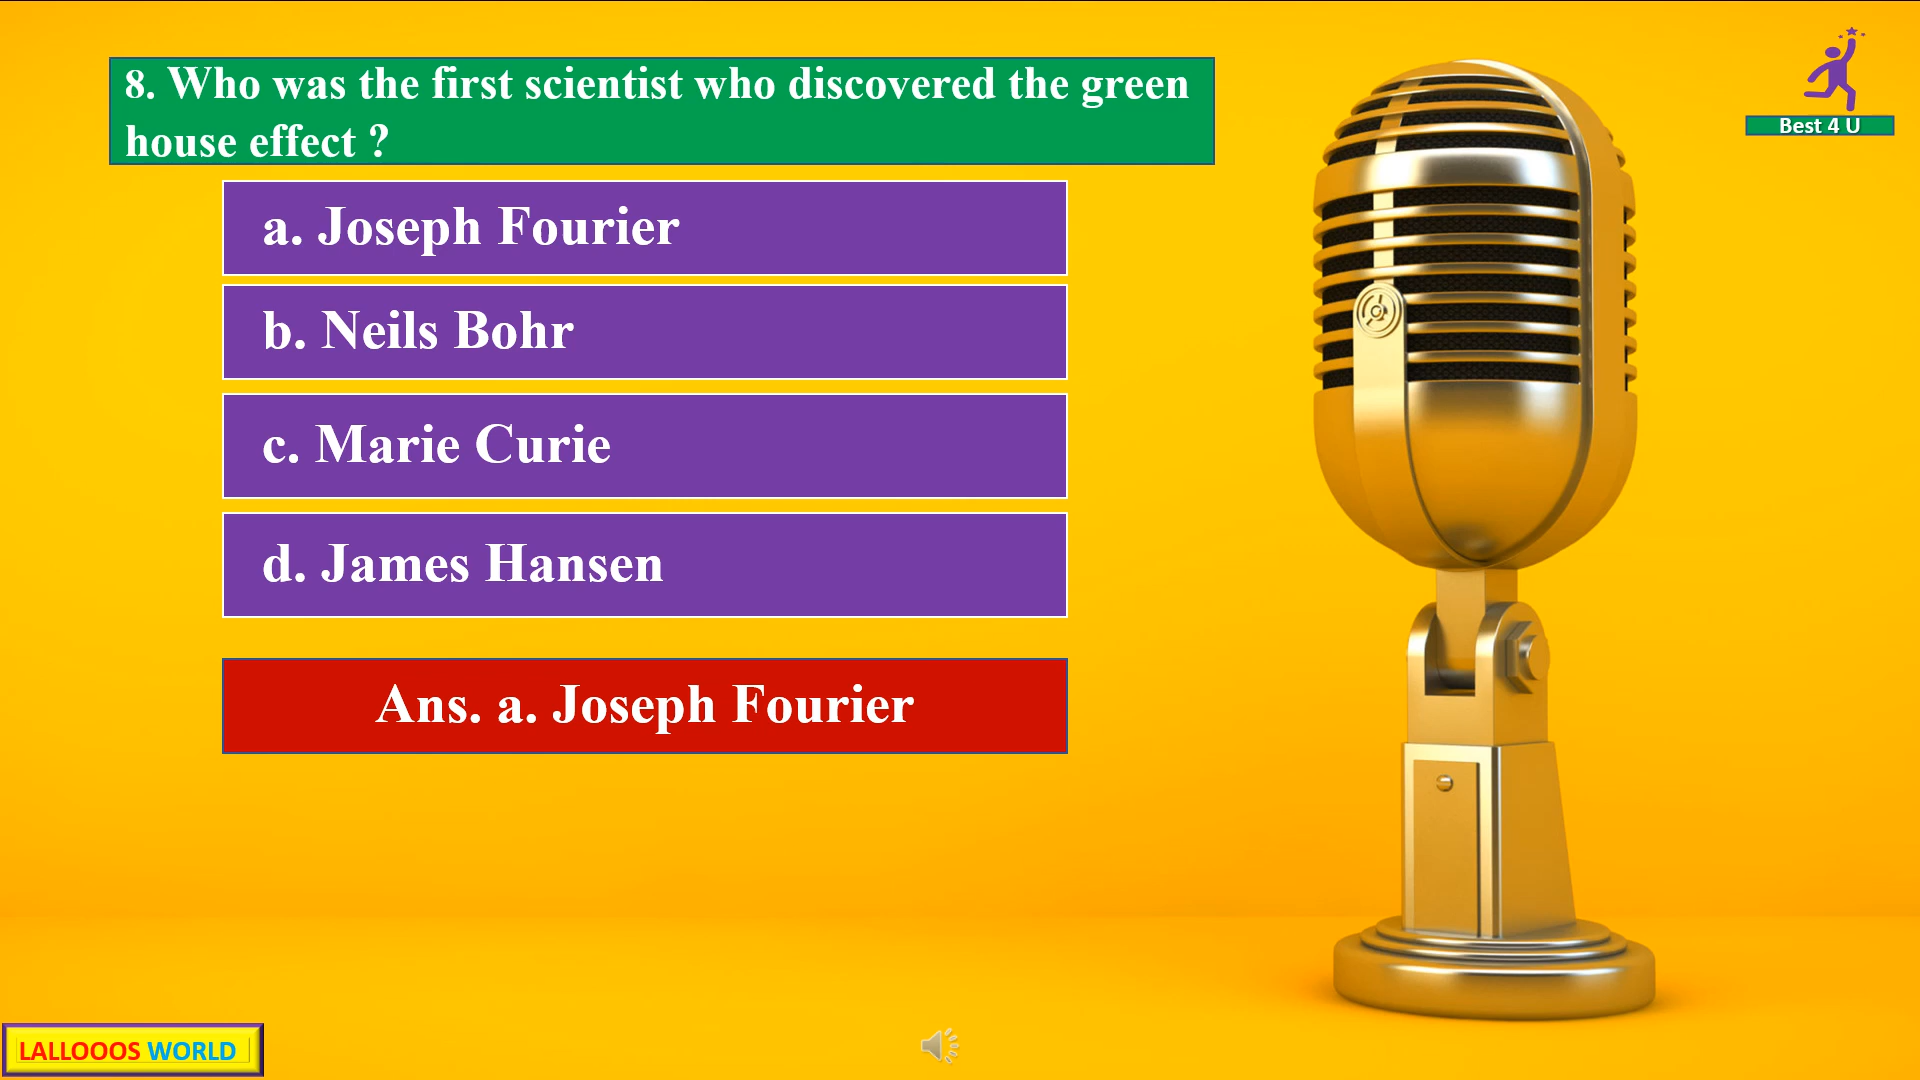 8. Who was the first scientist who discovered the green
house effect ?
Best 4 U
a. Joseph Fourier
b. Neils Bohr
c. Marie Curie
d. James Hansen
Ans. a. Joseph Fourier
LALLOOOS WORLD